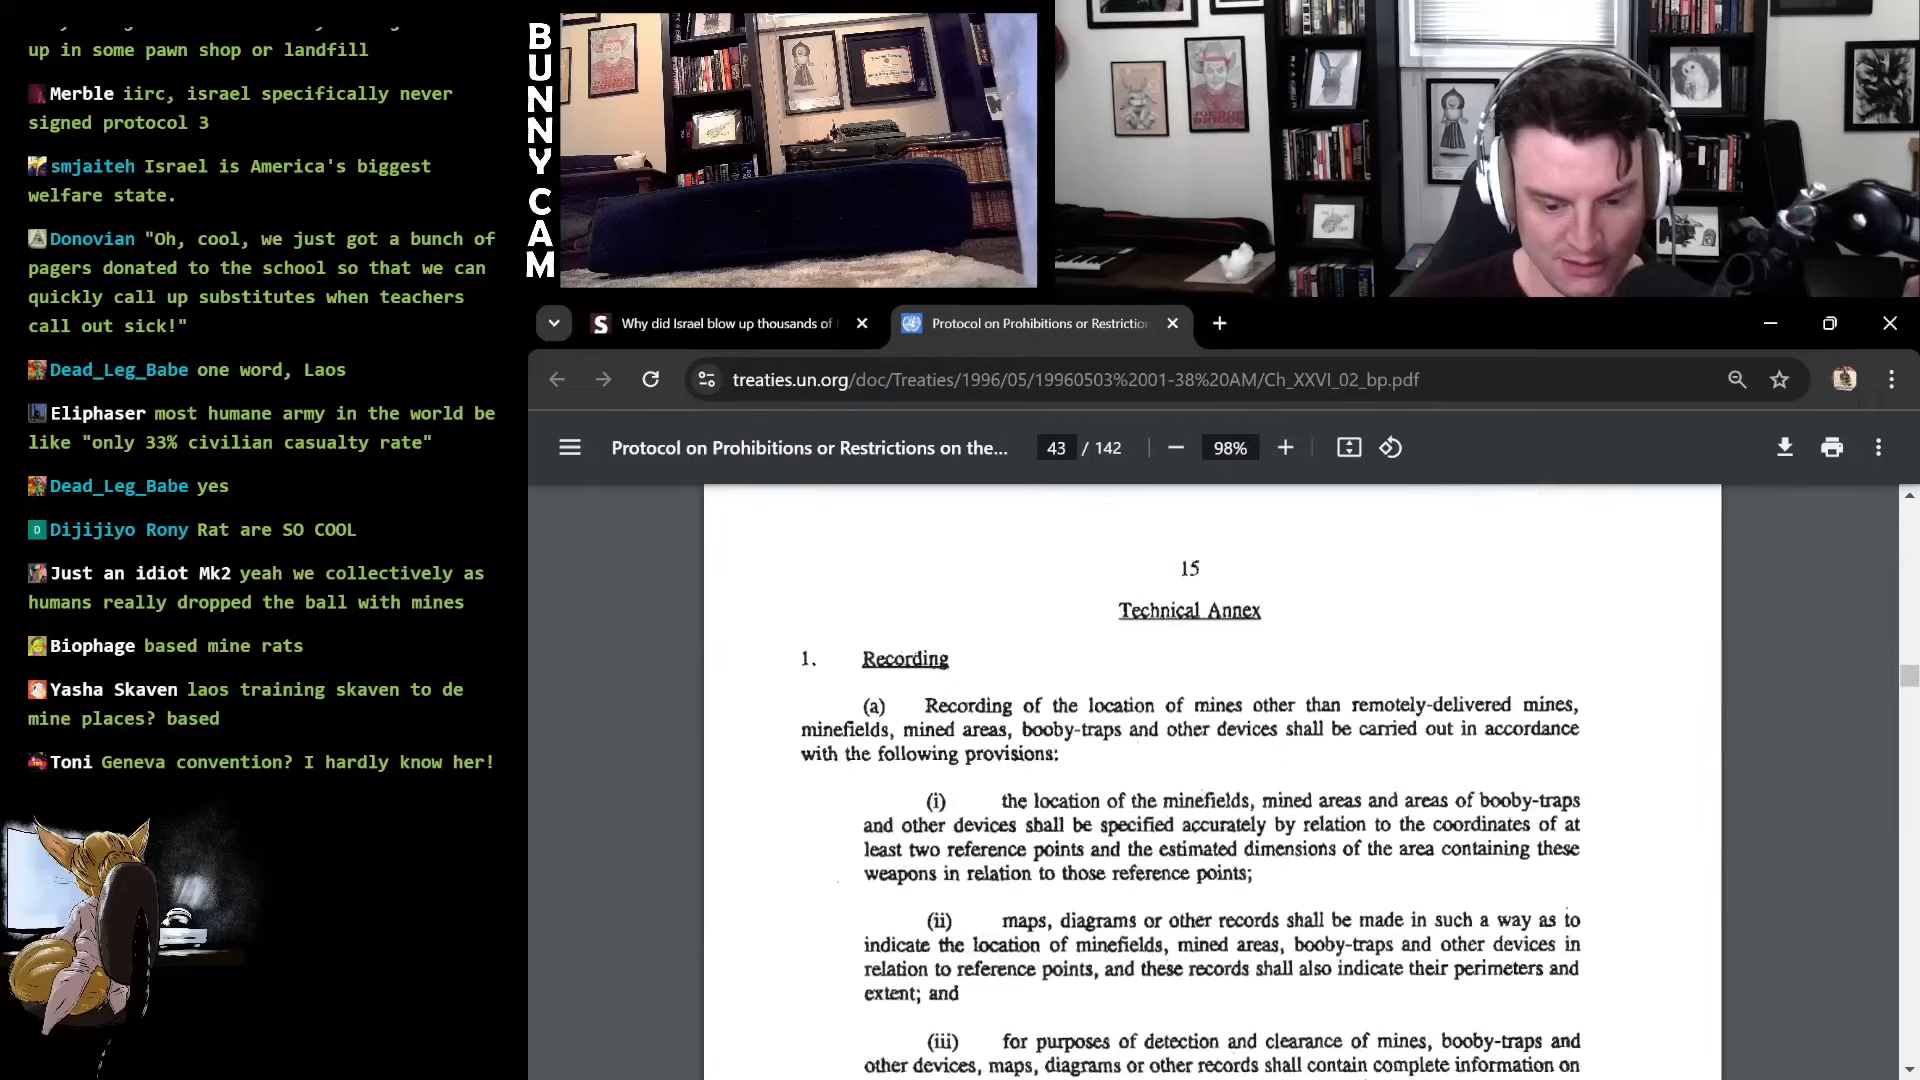 up in some pawn shop or landfill
Merble iirc, israel specifically never
signed protocol 3
smjaiteh Israel is America's biggest
welfare state.
Donovian "Oh, cool, we just got a bunch of
pagers donated to the school so that we can
quickly call up substitutes when teachers
call out sick!"
Dead_Leg_Babe one word, Laos
Eliphaser most humane army in the world be
like "only 33% civilian casualty rate"
Dead_Leg_Babe yes
D Dijijiyo Rony Rat are SO COOL
Just an idiot Mk2 yeah we collectively as
humans really dropped the ball with mines
Biophage based mine rats
Yasha Skaven laos training skaven to de
mine places? based
Toni Geneva convention? I hardly know her!
BUNNY CAM
S Why did Israel blow up thousands of
Protocol on Prohibitions or Restriction
treaties.un.org/doc/Treaties/1996/05/19960503%2001-38%20AM/Ch_XXVI_02_bp.pdf
Protocol on Prohibitions or Restrictions on the...
43 / 142
98%
15
Technical Annex
1. Recording
(a) Recording of the location of mines other than remotely-delivered mines,
minefields, mined areas, booby-traps and other devices shall be carried out in accordance
with the following provisions:
(i) the location of the minefields, mined areas and areas of booby-traps
and other devices shall be specified accurately by relation to the coordinates of at
least two reference points and the estimated dimensions of the area containing these
weapons in relation to those reference points;
(ii) maps, diagrams or other records shall be made in such a way as to
indicate the location of minefields, mined areas, booby-traps and other devices in
relation to reference points, and these records shall also indicate their perimeters and
extent; and
(iii) for purposes of detection and clearance of mines, booby-traps and
other devices, maps, diagrams or other records shall contain complete information on